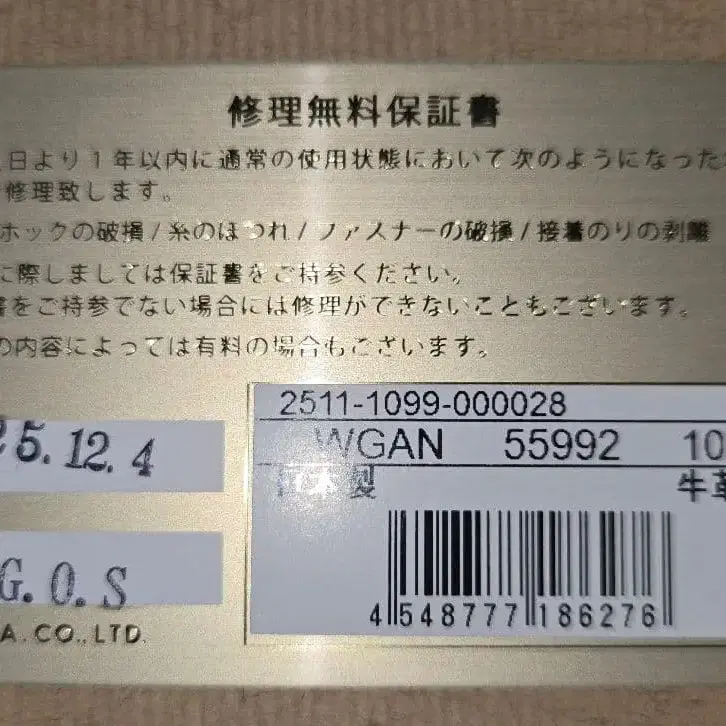 修理無料保証書
日より1年以内に通常の使用状態において次のようになった
修理致します。
ホックの破損/糸のほつれ/ファスナーの破損/接着のりの剥離
に際しましては保証書をご持参ください。
書をご持参でない場合には修理ができないこともございます。
の内容によっては有料の場合もございます。
2511-1099-000028
25.12.4
WGAN 55992 10
日本製 牛革
4 548777 186276
G.O.S
A. CO., LTD.